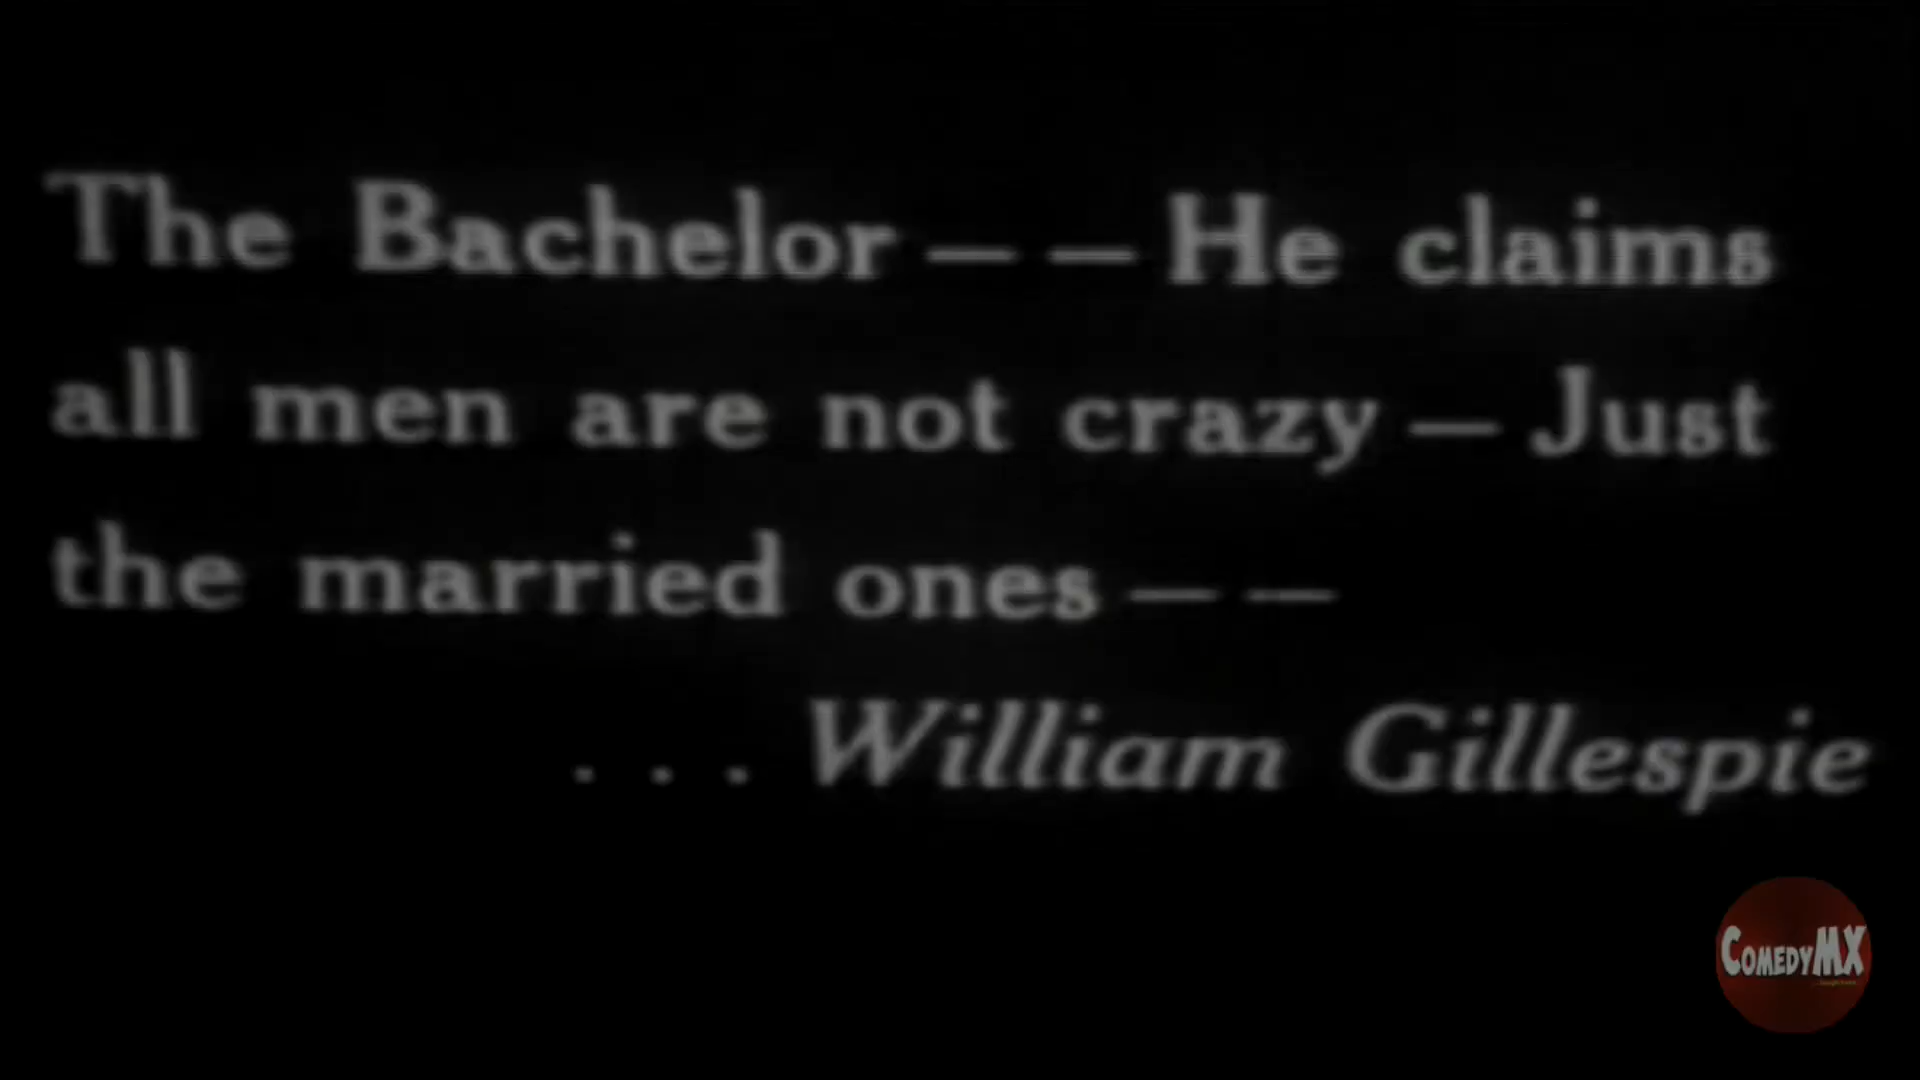 The Bachelor — — He claims
all men are not crazy — Just
the married ones — —
. . . William Gillespie
COMEDYMX